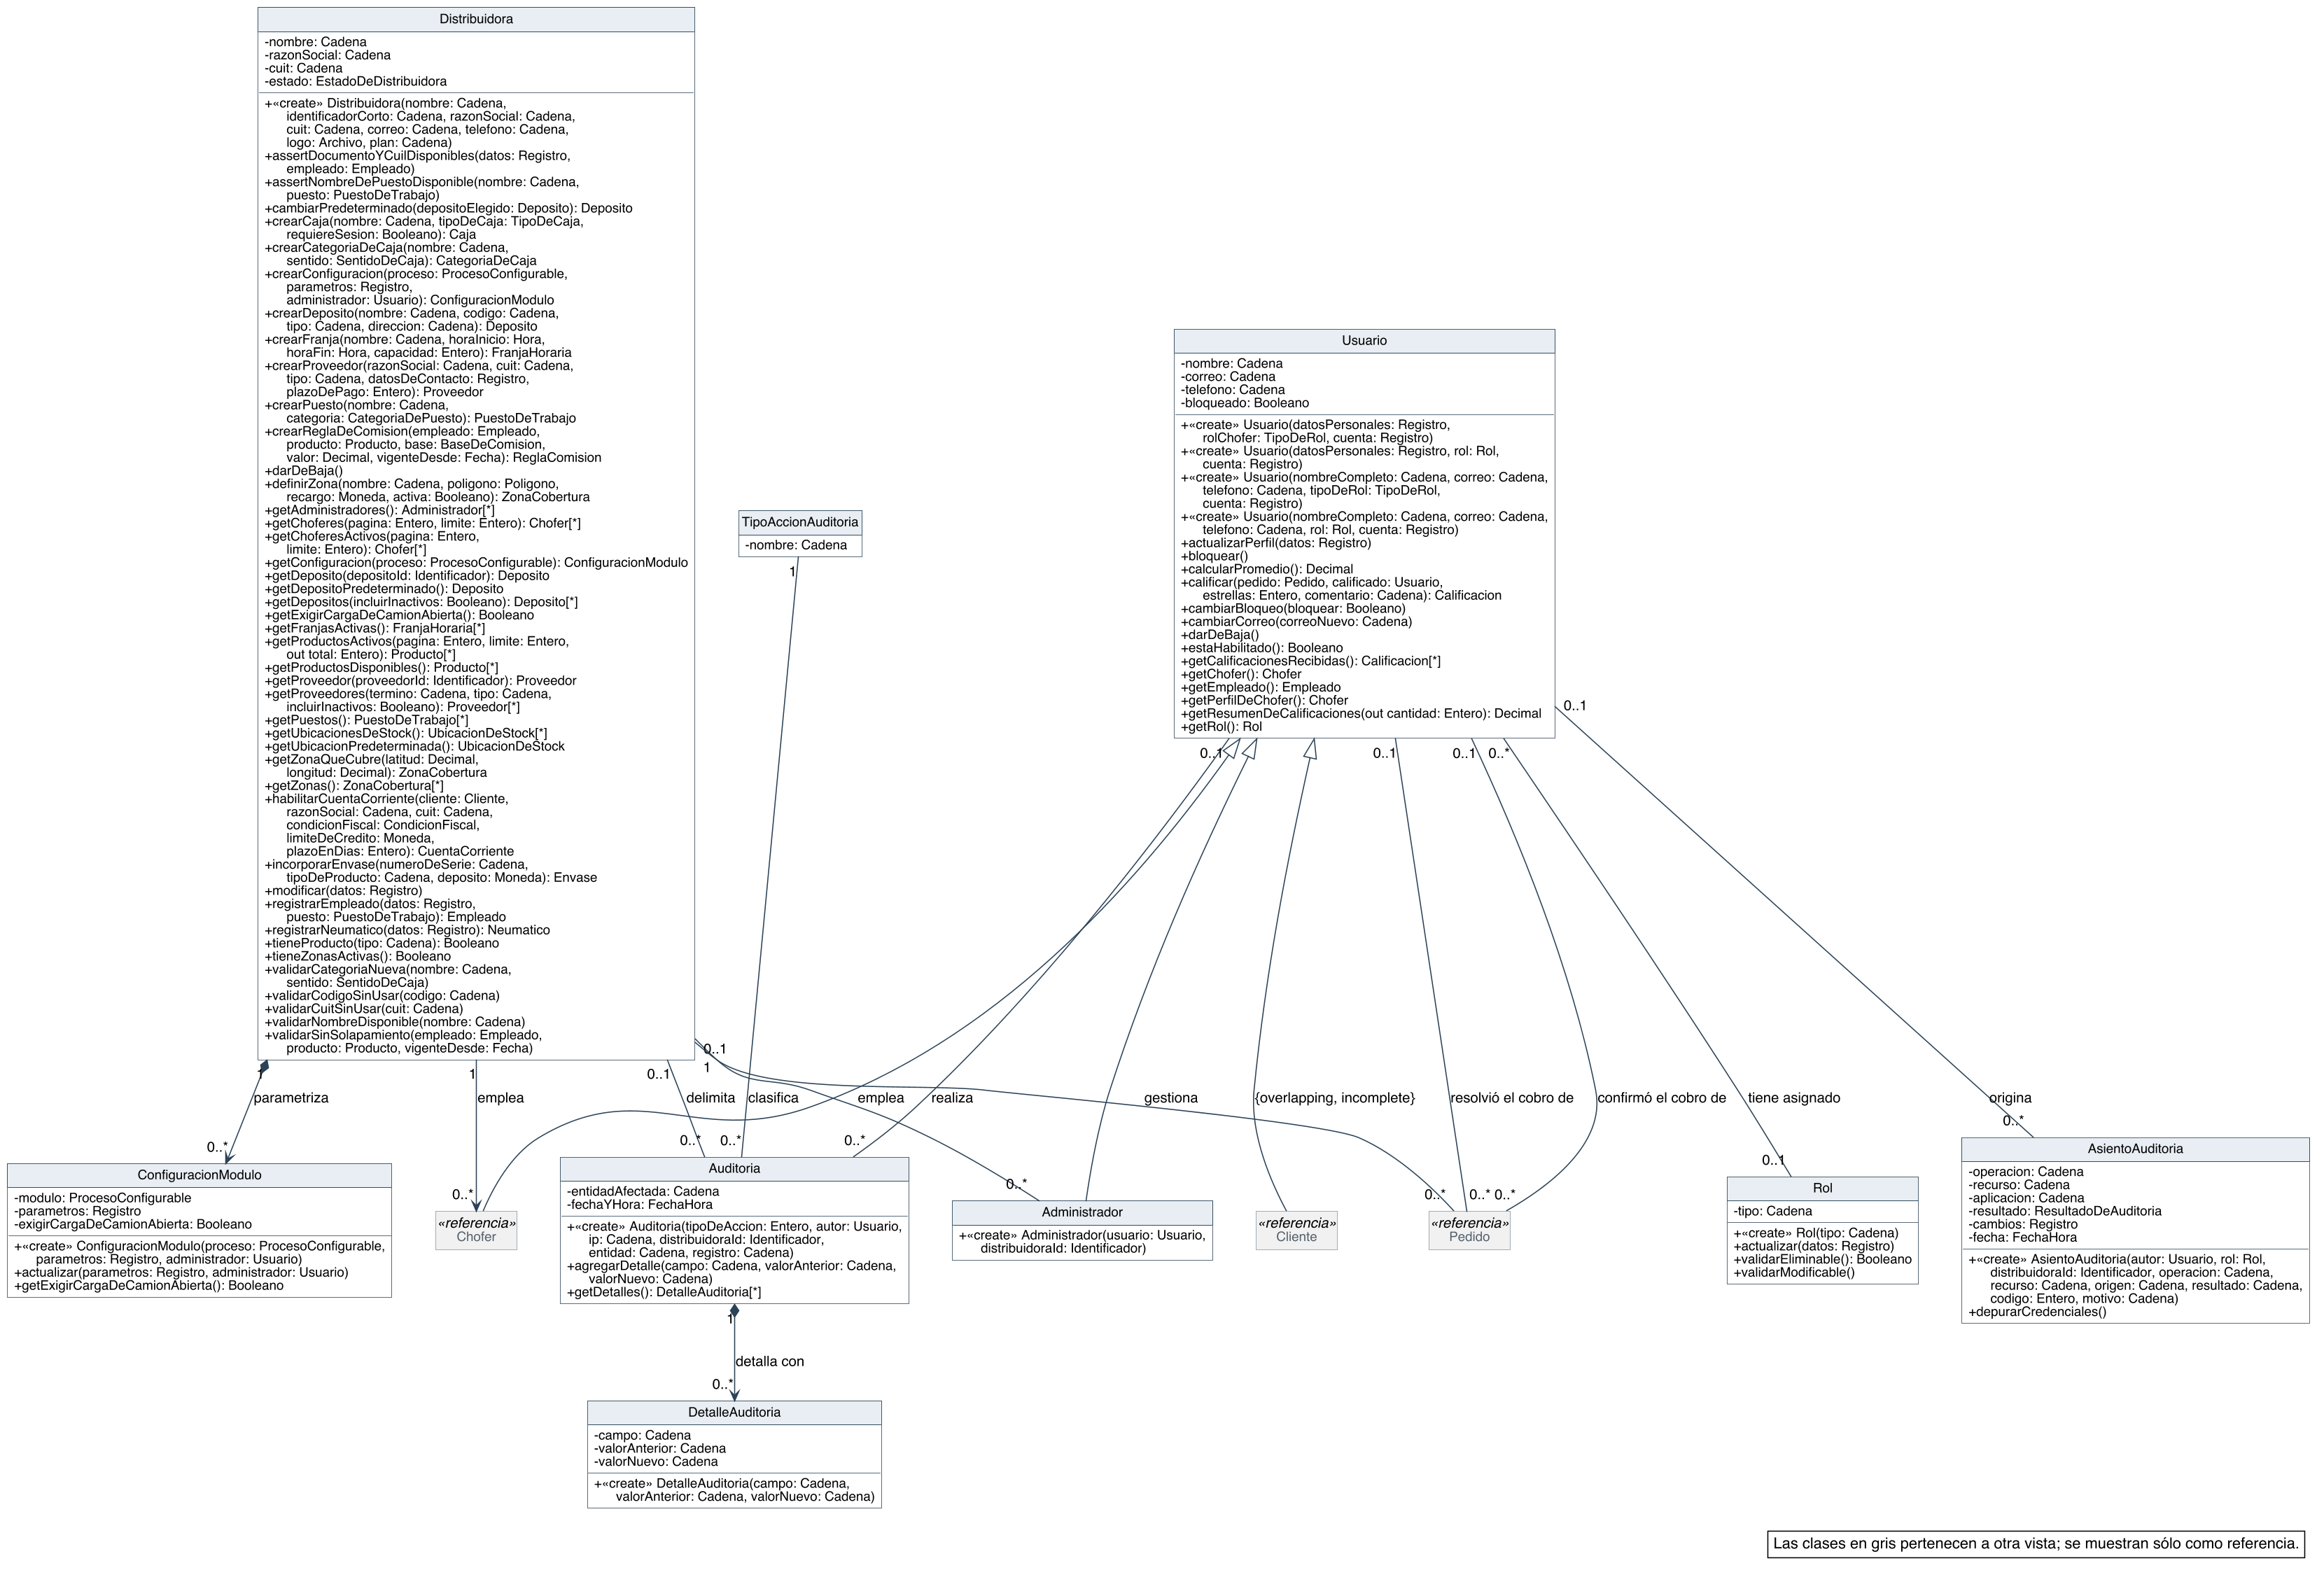 Distribuidora
-nombre: Cadena
-razonSocial: Cadena
-cuit: Cadena
-estado: EstadoDeDistribuidora
+«create» Distribuidora(nombre: Cadena,
identificadorCorto: Cadena, razonSocial: Cadena,
cuit: Cadena, correo: Cadena, telefono: Cadena,
logo: Archivo, plan: Cadena)
+assertDocumentoYCuilDisponibles(datos: Registro,
empleado: Empleado)
+assertNombreDePuestoDisponible(nombre: Cadena,
puesto: PuestoDeTrabajo)
+cambiarPredeterminado(depositoElegido: Deposito): Deposito
+crearCaja(nombre: Cadena, tipoDeCaja: TipoDeCaja,
requiereSesion: Booleano): Caja
+crearCategoriaDeCaja(nombre: Cadena,
sentido: SentidoDeCaja): CategoriaDeCaja
+crearConfiguracion(proceso: ProcesoConfigurable,
parametros: Registro,
administrador: Usuario): ConfiguracionModulo
+crearDeposito(nombre: Cadena, codigo: Cadena,
tipo: Cadena, direccion: Cadena): Deposito
+crearFranja(nombre: Cadena, horaInicio: Hora,
horaFin: Hora, capacidad: Entero): FranjaHoraria
+crearProveedor(razonSocial: Cadena, cuit: Cadena,
tipo: Cadena, datosDeContacto: Registro,
plazoDePago: Entero): Proveedor
+crearPuesto(nombre: Cadena,
categoria: CategoriaDePuesto): PuestoDeTrabajo
+crearReglaDeComision(empleado: Empleado,
producto: Producto, base: BaseDeComision,
valor: Decimal, vigenteDesde: Fecha): ReglaComision
+darDeBaja()
+definirZona(nombre: Cadena, poligono: Poligono,
recargo: Moneda, activa: Booleano): ZonaCobertura
+getAdministradores(): Administrador[*]
+getChoferes(pagina: Entero, limite: Entero): Chofer[*]
+getChoferesActivos(pagina: Entero,
limite: Entero): Chofer[*]
+getConfiguracion(proceso: ProcesoConfigurable): ConfiguracionModulo
+getDeposito(depositoId: Identificador): Deposito
+getDepositoPredeterminado(): Deposito
+getDepositos(incluirInactivos: Booleano): Deposito[*]
+getExigirCargaDeCamionAbierta(): Booleano
+getFranjasActivas(): FranjaHoraria[*]
+getProductosActivos(pagina: Entero, limite: Entero,
out total: Entero): Producto[*]
+getProductosDisponibles(): Producto[*]
+getProveedor(proveedorId: Identificador): Proveedor
+getProveedores(termino: Cadena, tipo: Cadena,
incluirInactivos: Booleano): Proveedor[*]
+getPuestos(): PuestoDeTrabajo[*]
+getUbicacionesDeStock(): UbicacionDeStock[*]
+getUbicacionPredeterminada(): UbicacionDeStock
+getZonaQueCubre(latitud: Decimal,
longitud: Decimal): ZonaCobertura
+getZonas(): ZonaCobertura[*]
+habilitarCuentaCorriente(cliente: Cliente,
razonSocial: Cadena, cuit: Cadena,
condicionFiscal: CondicionFiscal,
limiteDeCredito: Moneda,
plazoEnDias: Entero): CuentaCorriente
+incorporarEnvase(numeroDeSerie: Cadena,
tipoDeProducto: Cadena, deposito: Moneda): Envase
+modificar(datos: Registro)
+registrarEmpleado(datos: Registro,
puesto: PuestoDeTrabajo): Empleado
+registrarNeumatico(datos: Registro): Neumatico
+tieneProducto(tipo: Cadena): Booleano
+tieneZonasActivas(): Booleano
+validarCategoriaNueva(nombre: Cadena,
sentido: SentidoDeCaja)
+validarCodigoSinUsar(codigo: Cadena)
+validarCuitSinUsar(cuit: Cadena)
+validarNombreDisponible(nombre: Cadena)
+validarSinSolapamiento(empleado: Empleado,
producto: Producto, vigenteDesde: Fecha)
Usuario
-nombre: Cadena
-correo: Cadena
-telefono: Cadena
-bloqueado: Booleano
+«create» Usuario(datosPersonales: Registro,
rolChofer: TipoDeRol, cuenta: Registro)
+«create» Usuario(datosPersonales: Registro, rol: Rol,
cuenta: Registro)
+«create» Usuario(nombreCompleto: Cadena, correo: Cadena,
telefono: Cadena, tipoDeRol: TipoDeRol,
cuenta: Registro)
+«create» Usuario(nombreCompleto: Cadena, correo: Cadena,
telefono: Cadena, rol: Rol, cuenta: Registro)
+actualizarPerfil(datos: Registro)
+bloquear()
+calcularPromedio(): Decimal
+calificar(pedido: Pedido, calificado: Usuario,
estrellas: Entero, comentario: Cadena): Calificacion
+cambiarBloqueo(bloquear: Booleano)
+cambiarCorreo(correoNuevo: Cadena)
+darDeBaja()
+estaHabilitado(): Booleano
+getCalificacionesRecibidas(): Calificacion[*]
+getChofer(): Chofer
+getEmpleado(): Empleado
+getPerfilDeChofer(): Chofer
+getResumenDeCalificaciones(out cantidad: Entero): Decimal
+getRol(): Rol
TipoAccionAuditoria
-nombre: Cadena
1
0..1
0..1
0..1
0..1
0..*
0..1
1
1
1
0..1
parametriza
emplea
delimita
clasifica
emplea
realiza
gestiona
{overlapping, incomplete}
resolvió el cobro de
confirmó el cobro de
tiene asignado
origina
0..*
0..*
0..*
0..*
0..*
0..*
0..*
0..*
0..*
0..1
0..*
ConfiguracionModulo
-modulo: ProcesoConfigurable
-parametros: Registro
-exigirCargaDeCamionAbierta: Booleano
+«create» ConfiguracionModulo(proceso: ProcesoConfigurable,
parametros: Registro, administrador: Usuario)
+actualizar(parametros: Registro, administrador: Usuario)
+getExigirCargaDeCamionAbierta(): Booleano
«referencia»
Chofer
Auditoria
-entidadAfectada: Cadena
-fechaYHora: FechaHora
+«create» Auditoria(tipoDeAccion: Entero, autor: Usuario,
ip: Cadena, distribuidoraId: Identificador,
entidad: Cadena, registro: Cadena)
+agregarDetalle(campo: Cadena, valorAnterior: Cadena,
valorNuevo: Cadena)
+getDetalles(): DetalleAuditoria[*]
Administrador
+«create» Administrador(usuario: Usuario,
distribuidoraId: Identificador)
«referencia»
Cliente
«referencia»
Pedido
Rol
-tipo: Cadena
+«create» Rol(tipo: Cadena)
+actualizar(datos: Registro)
+validarEliminable(): Booleano
+validarModificable()
AsientoAuditoria
-operacion: Cadena
-recurso: Cadena
-aplicacion: Cadena
-resultado: ResultadoDeAuditoria
-cambios: Registro
-fecha: FechaHora
+«create» AsientoAuditoria(autor: Usuario, rol: Rol,
distribuidoraId: Identificador, operacion: Cadena,
recurso: Cadena, origen: Cadena, resultado: Cadena,
codigo: Entero, motivo: Cadena)
+depurarCredenciales()
1
detalla con
0..*
DetalleAuditoria
-campo: Cadena
-valorAnterior: Cadena
-valorNuevo: Cadena
+«create» DetalleAuditoria(campo: Cadena,
valorAnterior: Cadena, valorNuevo: Cadena)
Las clases en gris pertenecen a otra vista; se muestran sólo como referencia.